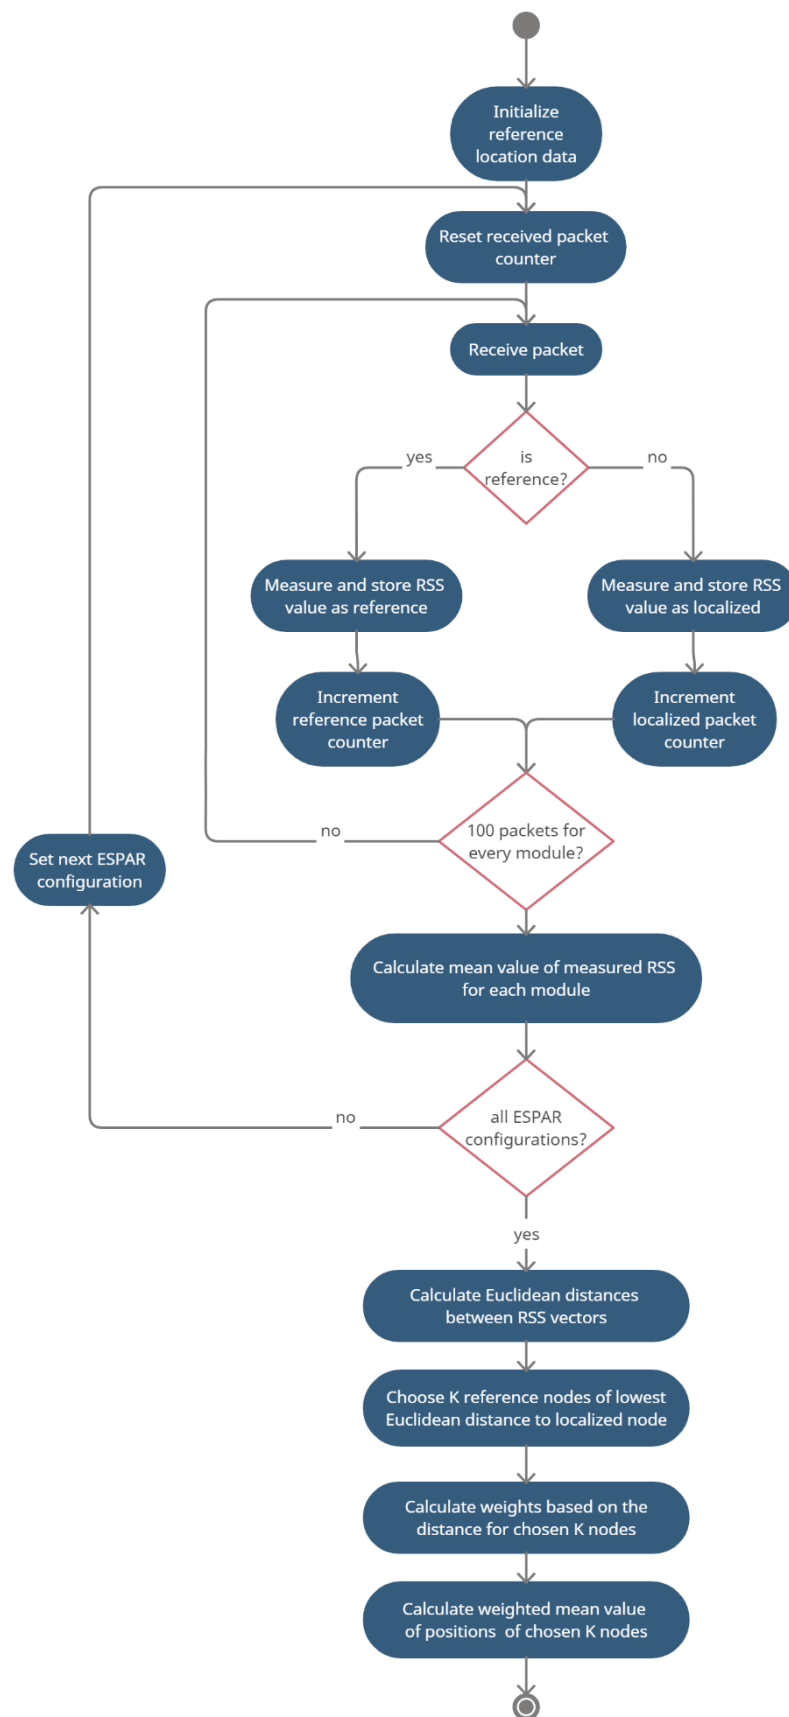 Initialize
reference
location data
Reset received packet
counter
Receive packet
is
reference?
yes
no
Measure and store RSS
value as reference
Measure and store RSS
value as localized
Increment
reference packet
counter
Increment
localized packet
counter
100 packets for
every module?
no
Set next ESPAR
configuration
Calculate mean value of measured RSS
for each module
all ESPAR
configurations?
no
yes
Calculate Euclidean distances
between RSS vectors
Choose K reference nodes of lowest
Euclidean distance to localized node
Calculate weights based on the
distance for chosen K nodes
Calculate weighted mean value
of positions of chosen K nodes